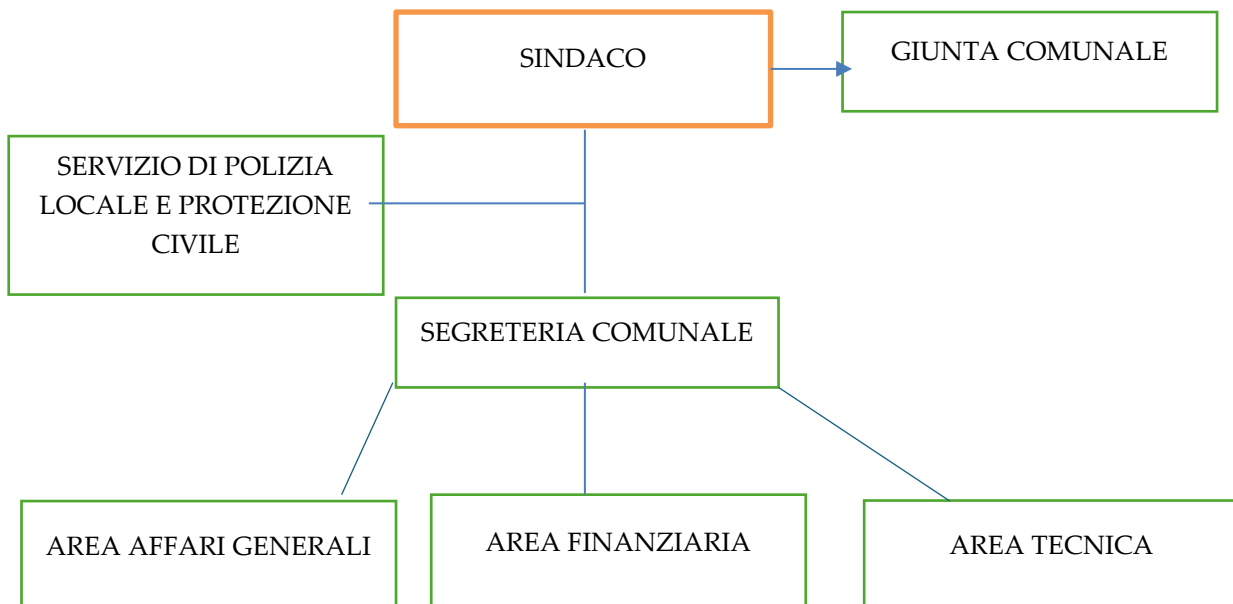 SINDACO
GIUNTA COMUNALE
SERVIZIO DI POLIZIA
LOCALE E PROTEZIONE
CIVILE
SEGRETERIA COMUNALE
AREA AFFARI GENERALI
AREA FINANZIARIA
AREA TECNICA